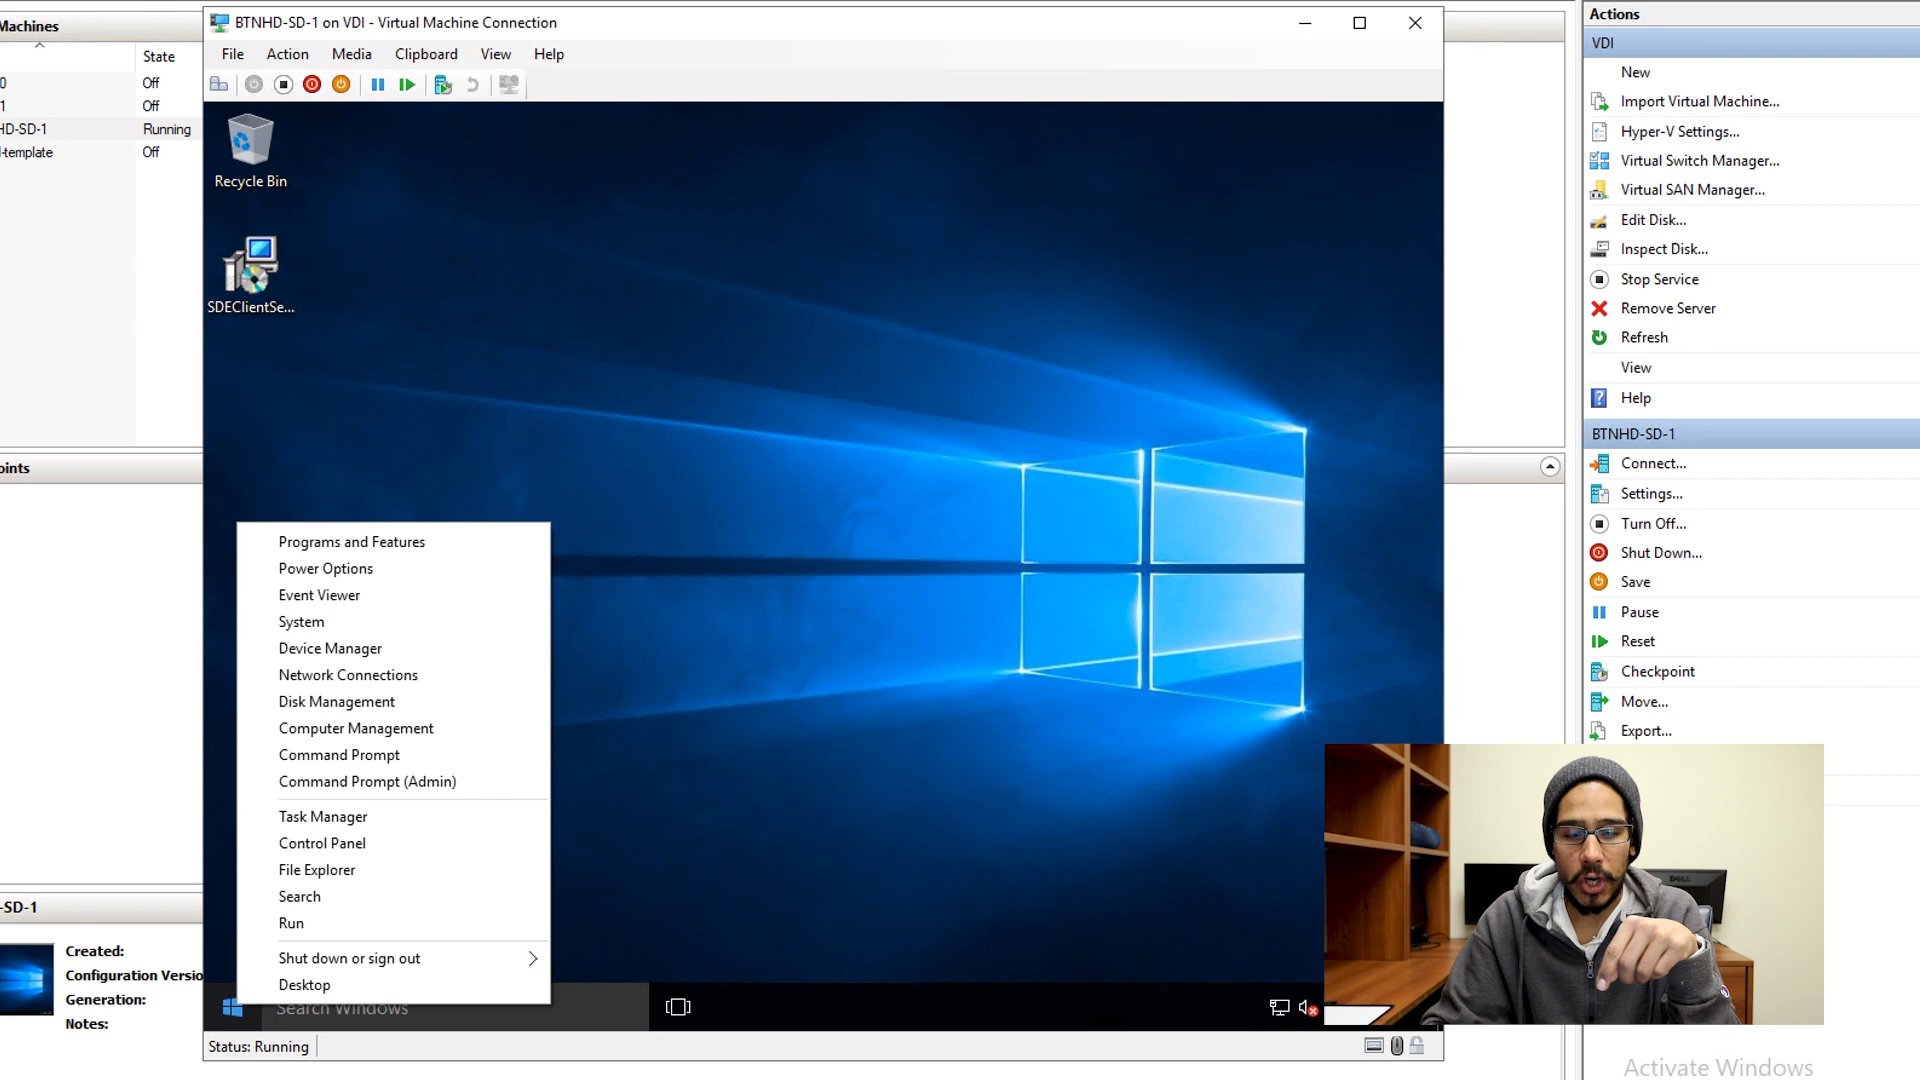 Machines
State
0 Off
1 Off
HD-SD-1 Running
-template Off
oints
-SD-1
Created:
Configuration Versio
Generation:
Notes:
BTNHD-SD-1 on VDI - Virtual Machine Connection
File Action Media Clipboard View Help
Recycle Bin
SDEClientSe...
Programs and Features
Power Options
Event Viewer
System
Device Manager
Network Connections
Disk Management
Computer Management
Command Prompt
Command Prompt (Admin)
Task Manager
Control Panel
File Explorer
Search
Run
Shut down or sign out
Desktop
Search Windows
Status: Running
Actions
VDI
New
Import Virtual Machine...
Hyper-V Settings...
Virtual Switch Manager...
Virtual SAN Manager...
Edit Disk...
Inspect Disk...
Stop Service
Remove Server
Refresh
View
Help
BTNHD-SD-1
Connect...
Settings...
Turn Off...
Shut Down...
Save
Pause
Reset
Checkpoint
Move...
Export...
DELL
Activate Windows